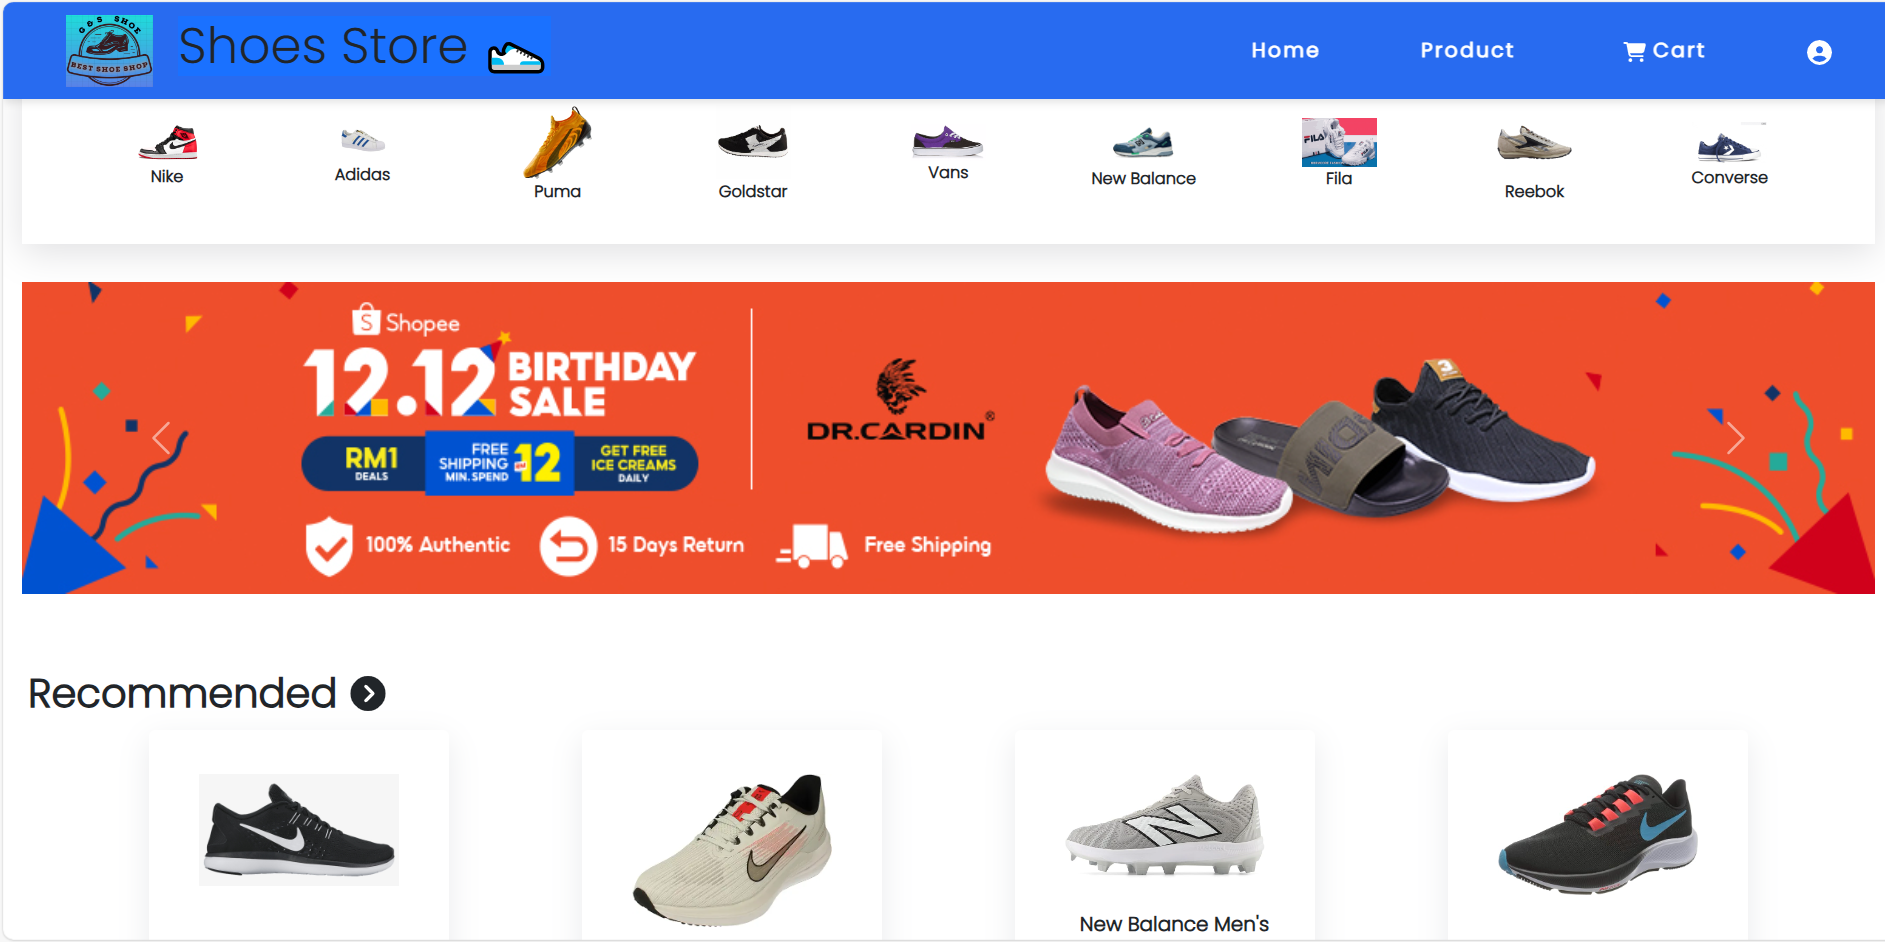 G & S SHOE
BEST SHOE SHOP
Shoes Store
Home
Product
Cart
Nike
Adidas
Puma
Goldstar
Vans
New Balance
Fila
Reebok
Converse
FILA
Shopee
12.12 BIRTHDAY
SALE
RM1
DEALS
FREE
SHIPPING
MIN. SPEND
12
GET FREE
ICE CREAMS
DAILY
DR.CARDIN®
3
100% Authentic
15 Days Return
Free Shipping
Recommended
New Balance Men's